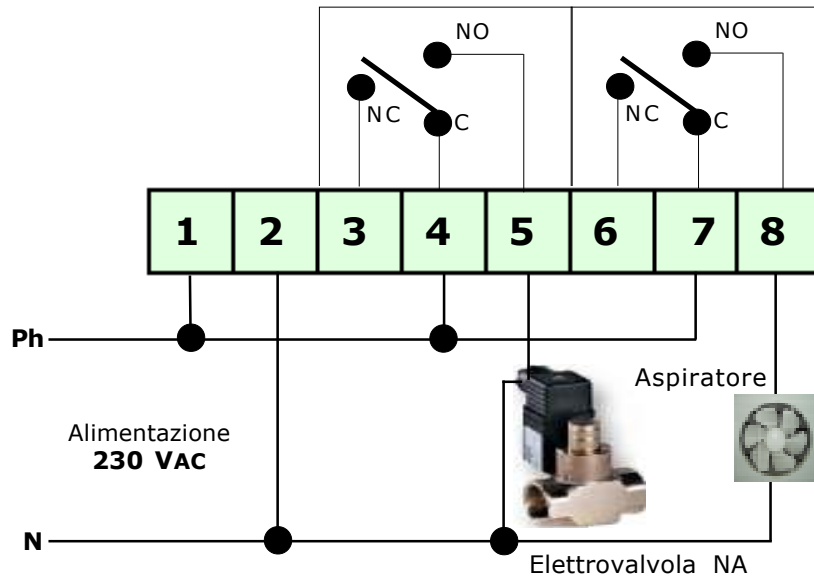 NO
NO
NC
C
NC
C
1 2 3 4 5 6 7 8
Ph
Aspiratore
Alimentazione
230 VAC
N
Elettrovalvola NA